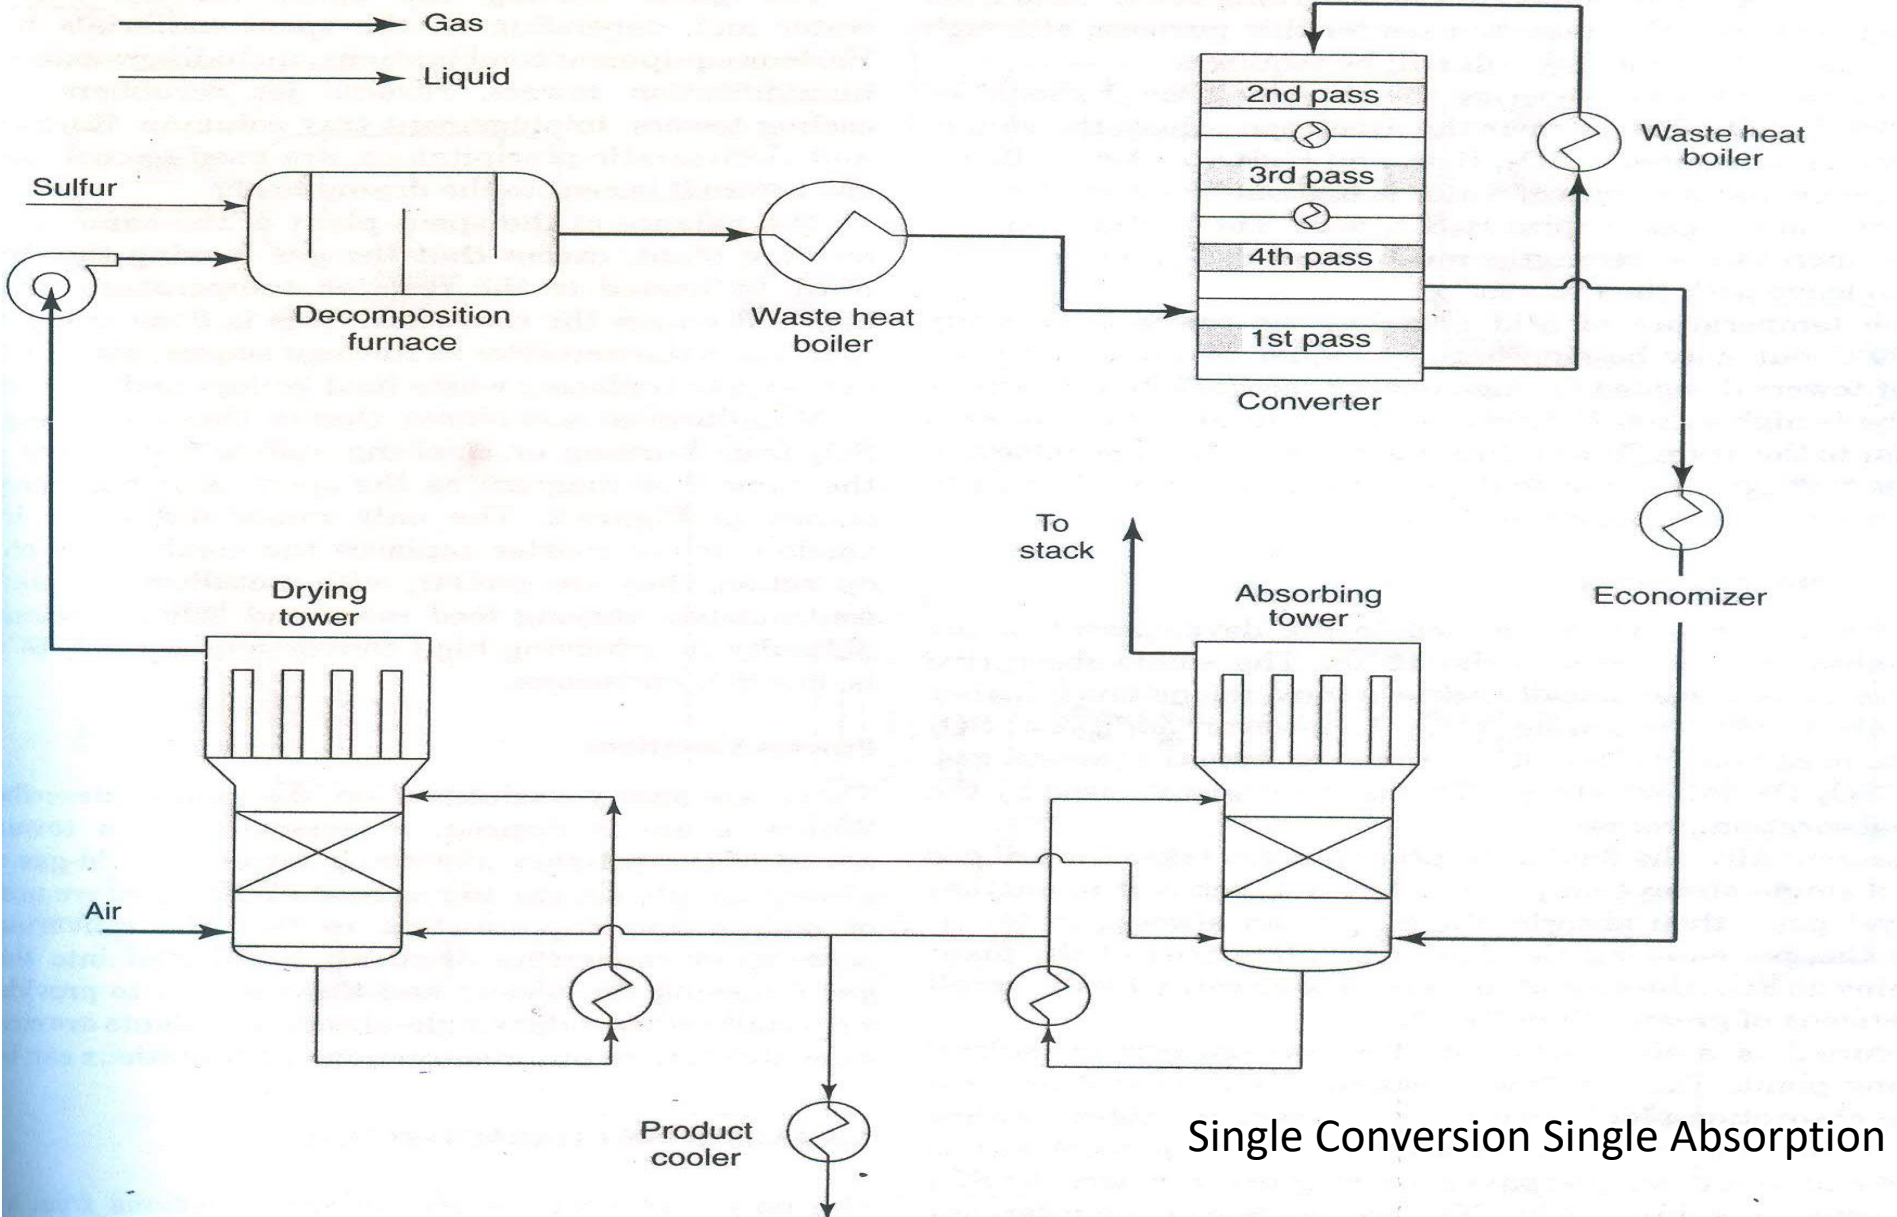 Gas
Liquid
Sulfur
Decomposition
furnace
Waste heat
boiler
2nd pass
3rd pass
4th pass
1st pass
Converter
Waste heat
boiler
To
stack
Economizer
Drying
tower
Absorbing
tower
Air
Product
cooler
Single Conversion Single Absorption